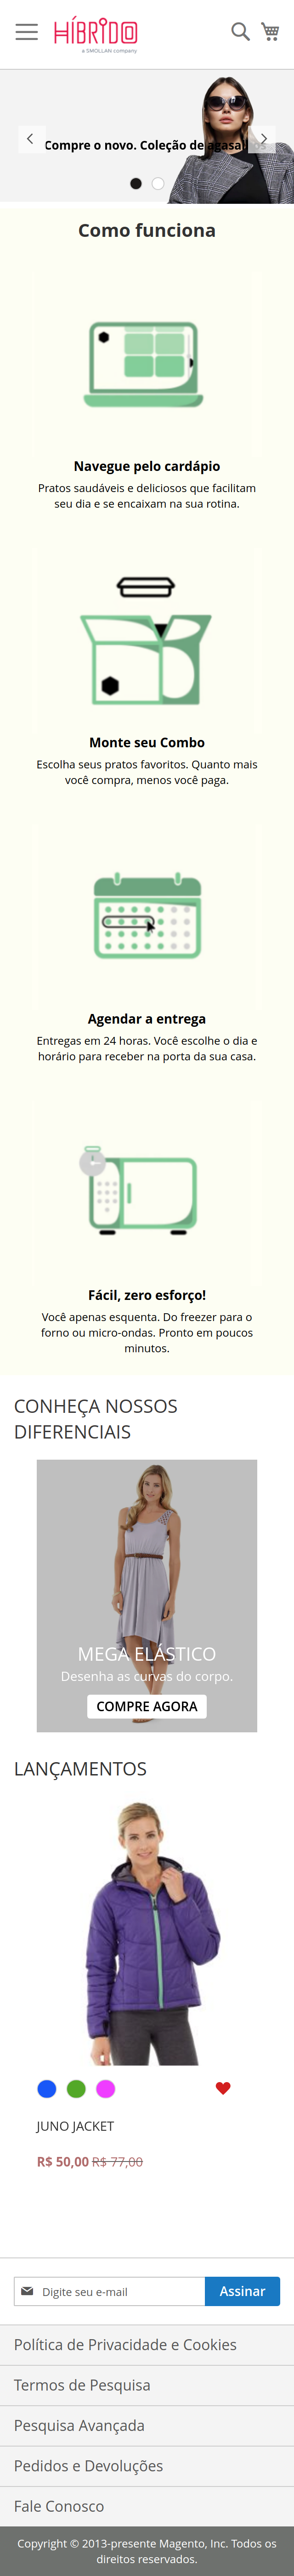 HÍBRIDO
a SMOLLAN company
Compre o novo. Coleção de agasalhos
Como funciona
Navegue pelo cardápio
Pratos saudáveis e deliciosos que facilitam
seu dia e se encaixam na sua rotina.
Monte seu Combo
Escolha seus pratos favoritos. Quanto mais
você compra, menos você paga.
Agendar a entrega
Entregas em 24 horas. Você escolhe o dia e
horário para receber na porta da sua casa.
Fácil, zero esforço!
Você apenas esquenta. Do freezer para o
forno ou micro-ondas. Pronto em poucos
minutos.
CONHEÇA NOSSOS
DIFERENCIAIS
MEGA ELÁSTICO
Desenha as curvas do corpo.
COMPRE AGORA
LANÇAMENTOS
JUNO JACKET
R$ 50,00 R$ 77,00
Digite seu e-mail
Assinar
Política de Privacidade e Cookies
Termos de Pesquisa
Pesquisa Avançada
Pedidos e Devoluções
Fale Conosco
Copyright © 2013-presente Magento, Inc. Todos os
direitos reservados.